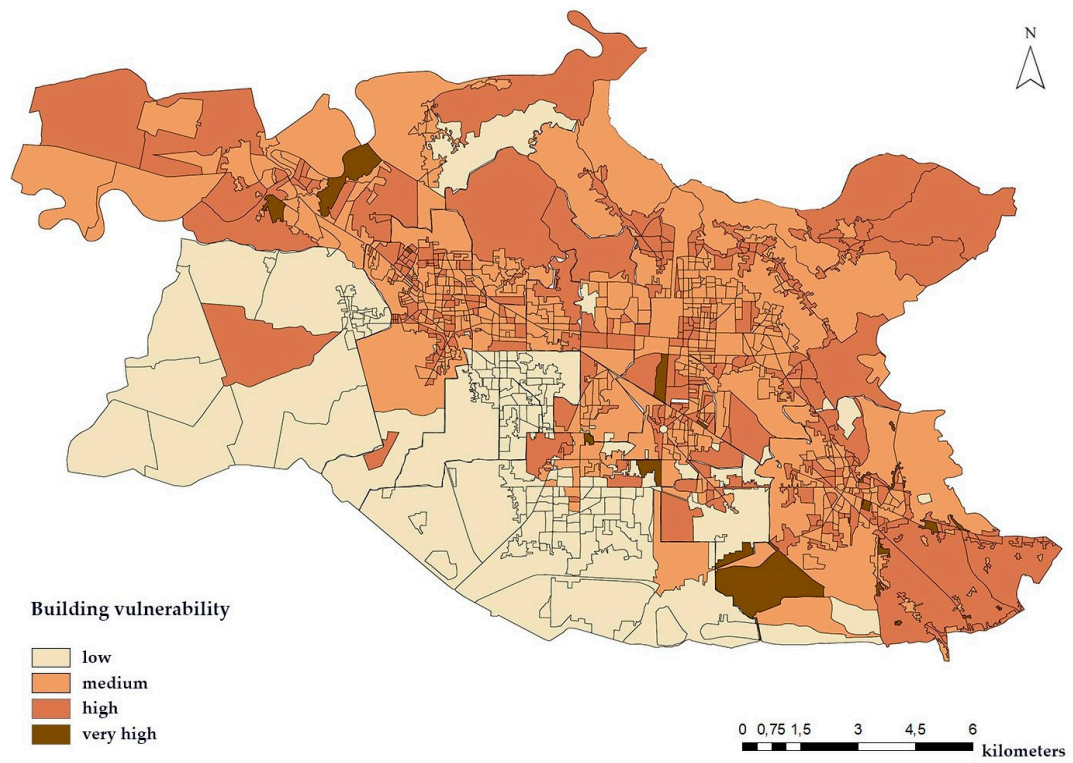 N
Building vulnerability
low
medium
high
very high
0 0,75 1,5 3 4,5 6
kilometers